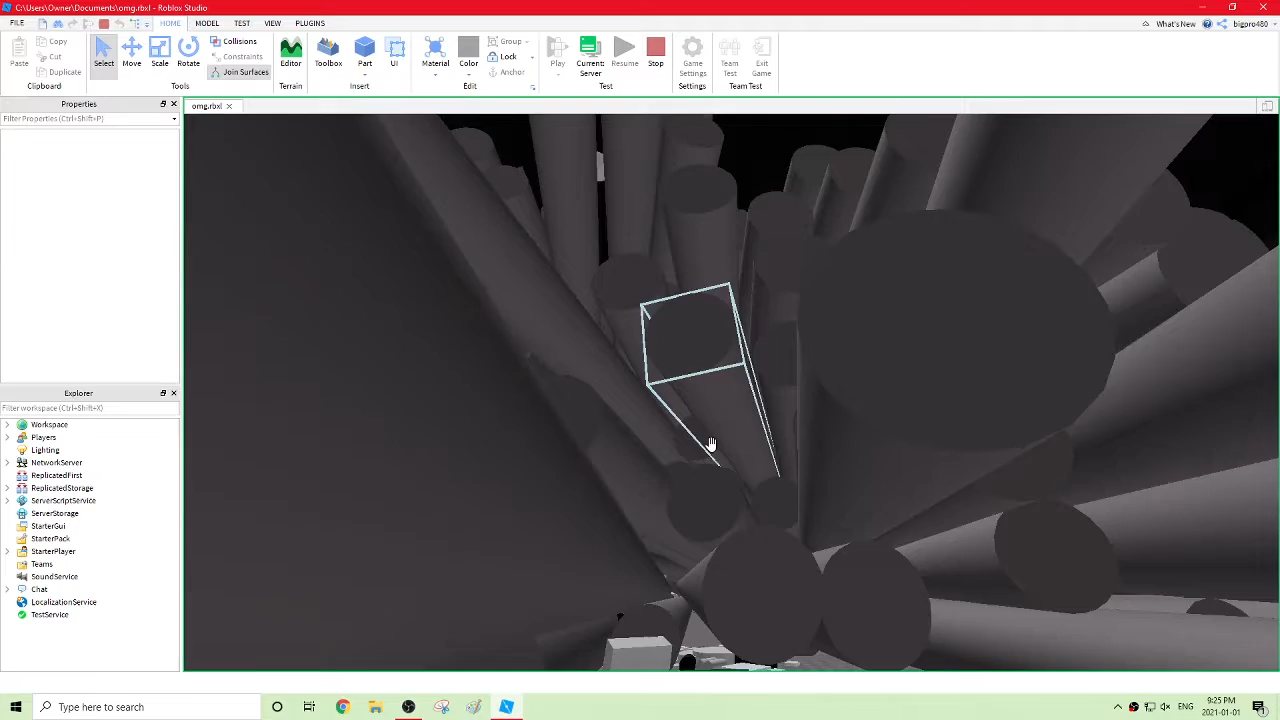 C:\Users\Owner\Documents\omg.rbxl - Roblox Studio
FILE
HOME
MODEL
TEST
VIEW
PLUGINS
What's New
bigpro480
Paste
Copy
Cut
Duplicate
Clipboard
Select
Move
Scale
Rotate
Collisions
Constraints
Join Surfaces
Tools
Editor
Terrain
Toolbox
Part
UI
Insert
Material
Color
Group
Lock
Anchor
Edit
Play
Current:
Server
Resume
Stop
Test
Game
Settings
Settings
Team
Test
Exit
Game
Team Test
Properties
omg.rbxl
Filter Properties (Ctrl+Shift+P)
Explorer
Filter workspace (Ctrl+Shift+X)
Workspace
Players
Lighting
NetworkServer
ReplicatedFirst
ReplicatedStorage
ServerScriptService
ServerStorage
StarterGui
StarterPack
StarterPlayer
Teams
SoundService
Chat
LocalizationService
TestService
Type here to search
9:25 PM
2021-01-01